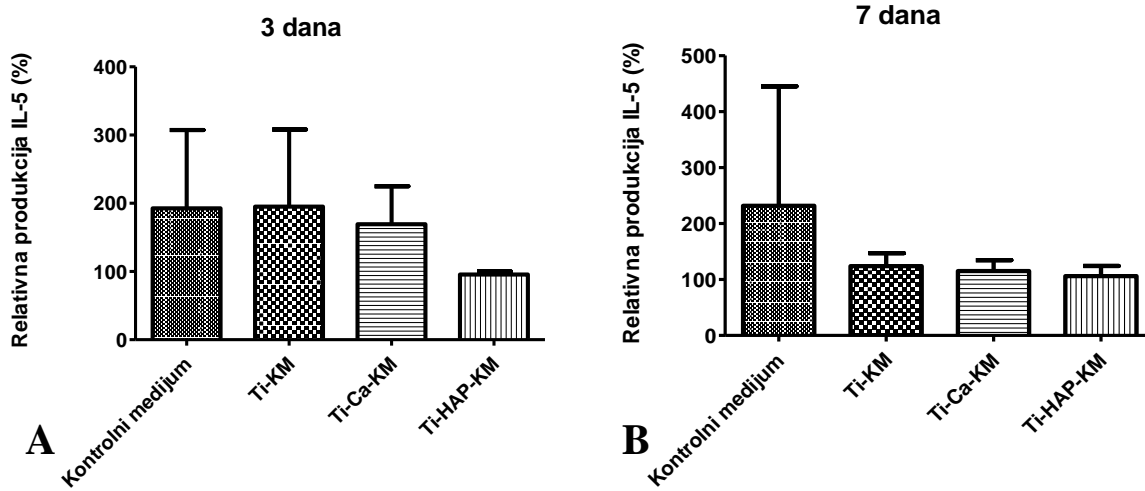 3 dana
Relativna produkcija IL-5 (%)
400
300
200
100
0
Kontrolni medijum
Ti-KM
Ti-Ca-KM
Ti-HAP-KM
A
7 dana
Relativna produkcija IL-5 (%)
500
400
300
200
100
0
Kontrolni medijum
Ti-KM
Ti-Ca-KM
Ti-HAP-KM
B